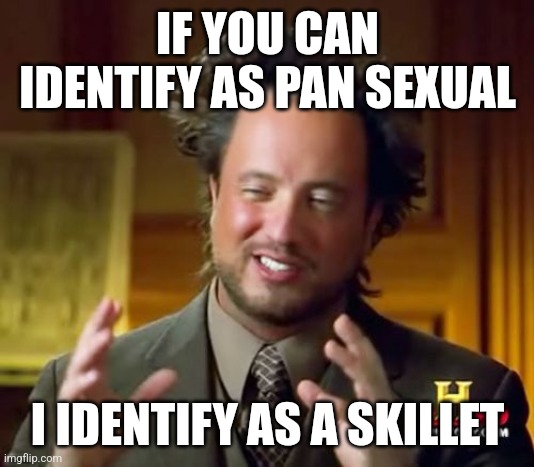 IF YOU CAN
IDENTIFY AS PAN SEXUAL
I IDENTIFY AS A SKILLET
H
imgflip.com